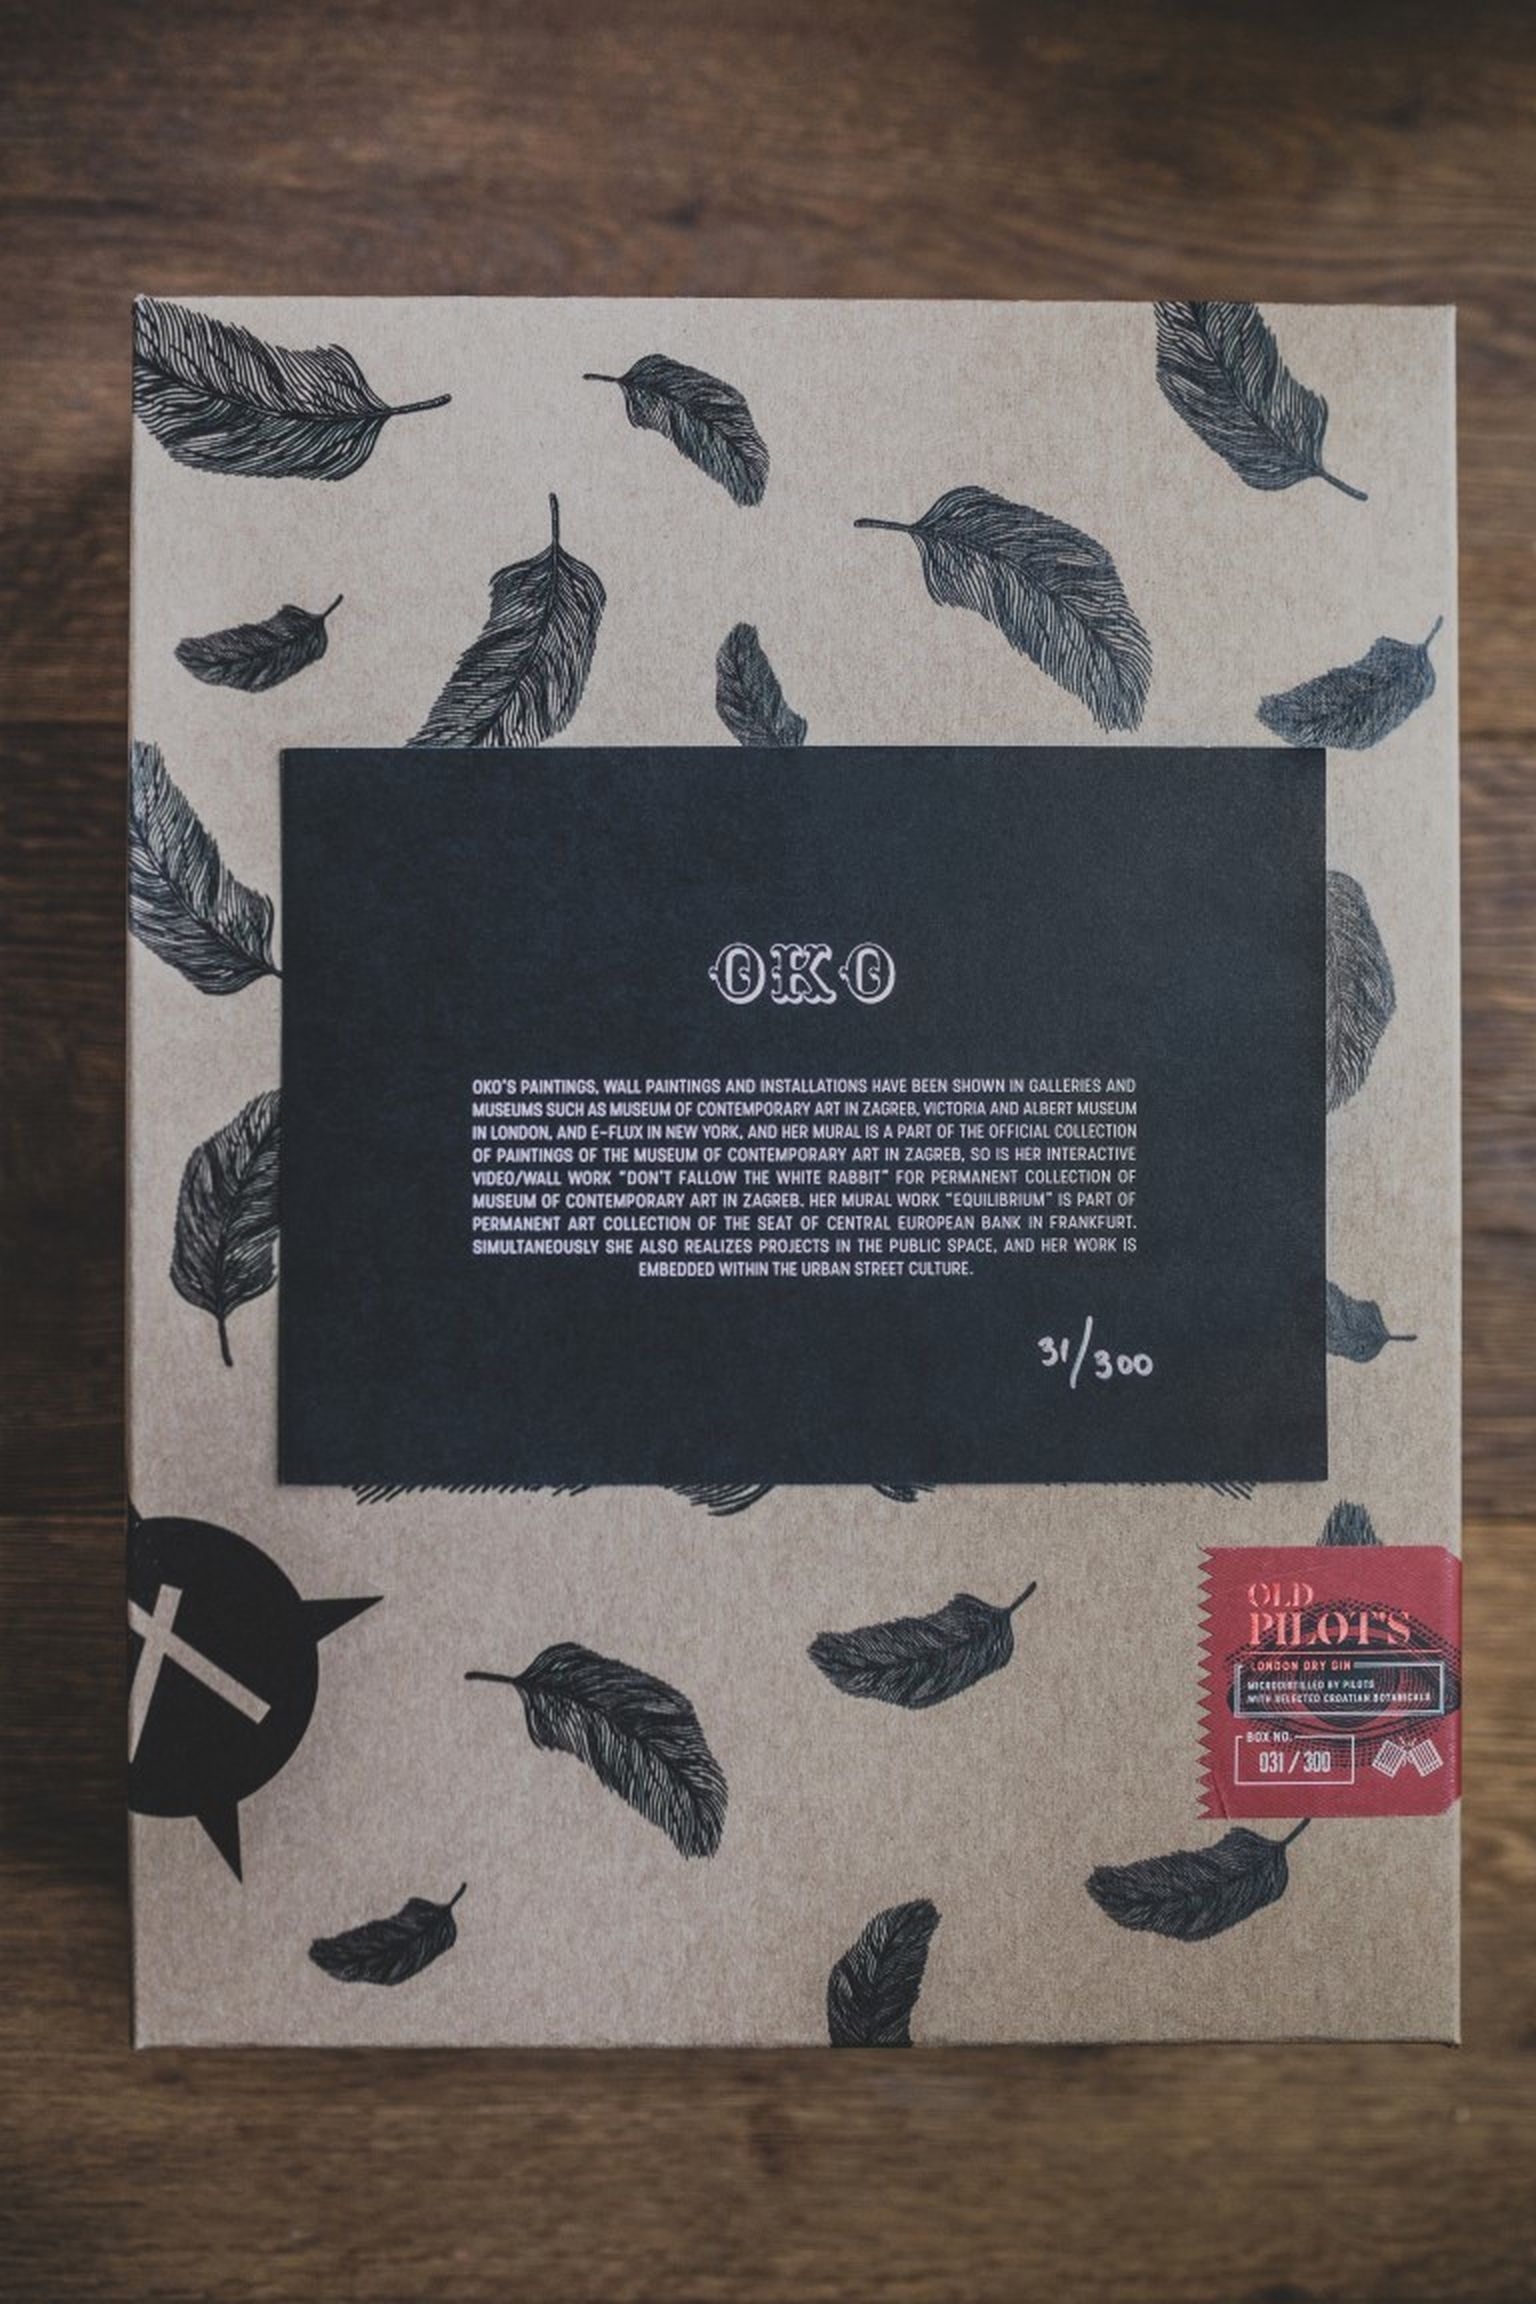 OKO
OKO'S PAINTINGS, WALL PAINTINGS AND INSTALLATIONS HAVE BEEN SHOWN IN GALLERIES AND
MUSEUMS SUCH AS MUSEUM OF CONTEMPORARY ART IN ZAGREB, VICTORIA AND ALBERT MUSEUM
IN LONDON, AND E-FLUX IN NEW YORK, AND HER MURAL IS A PART OF THE OFFICIAL COLLECTION
OF PAINTINGS OF THE MUSEUM OF CONTEMPORARY ART IN ZAGREB, SO IS HER INTERACTIVE
VIDEO/WALL WORK "DON'T FALLOW THE WHITE RABBIT" FOR PERMANENT COLLECTION OF
MUSEUM OF CONTEMPORARY ART IN ZAGREB. HER MURAL WORK "EQUILIBRIUM" IS PART OF
PERMANENT ART COLLECTION OF THE SEAT OF CENTRAL EUROPEAN BANK IN FRANKFURT.
SIMULTANEOUSLY SHE ALSO REALIZES PROJECTS IN THE PUBLIC SPACE, AND HER WORK IS
EMBEDDED WITHIN THE URBAN STREET CULTURE.
31/300
OLD
PILOT'S
LONDON DRY GIN
MICRODISTILLED BY PILOTS
WITH SELECTED CROATIAN BOTANICALS
BOX NO.
031 / 300